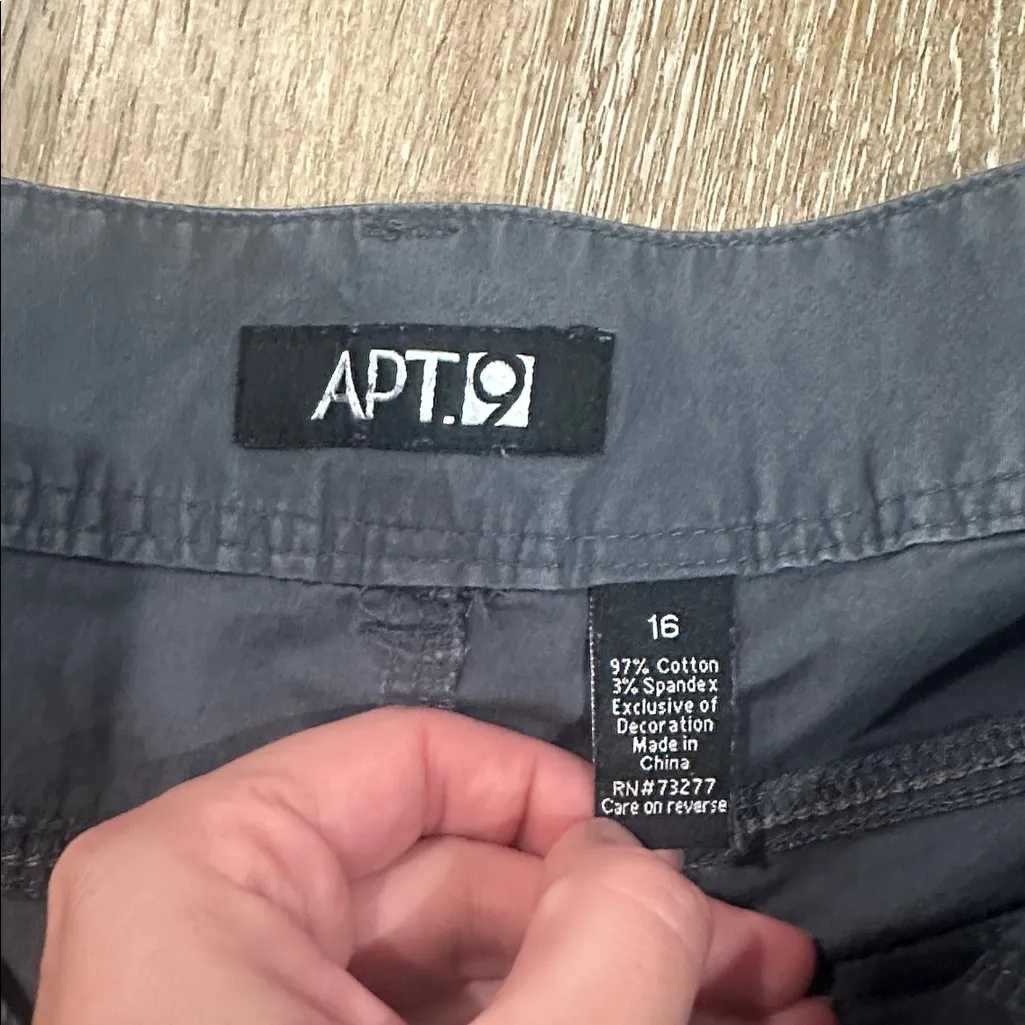 APT.9
16
97% Cotton
3% Spandex
Exclusive of
Decoration
Made in
China
RN#73277
Care on reverse